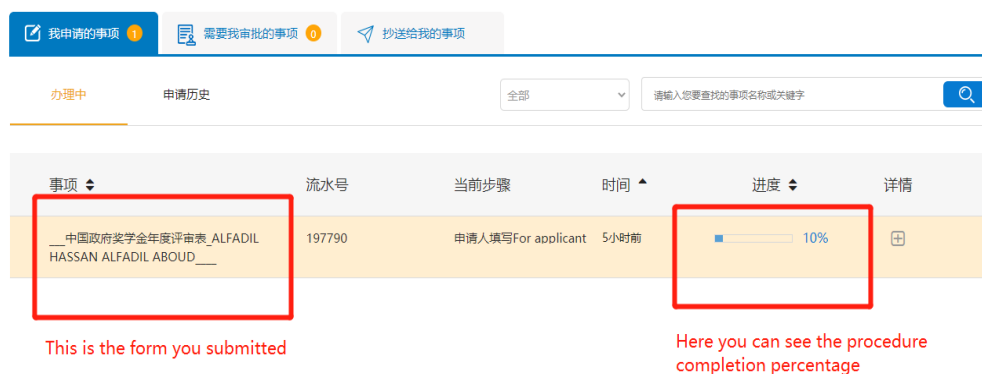 我申请的事项 1 需要我审批的事项 0 抄送给我的事项
办理中 申请历史 全部 请输入您要查找的事项名称或关键字
事项 流水号 当前步骤 时间 进度 详情
___中国政府奖学金年度评审表_ALFADIL 197790 申请人填写For applicant 5小时前 10%
HASSAN ALFADIL ABOUD____
This is the form you submitted
Here you can see the procedure
completion percentage